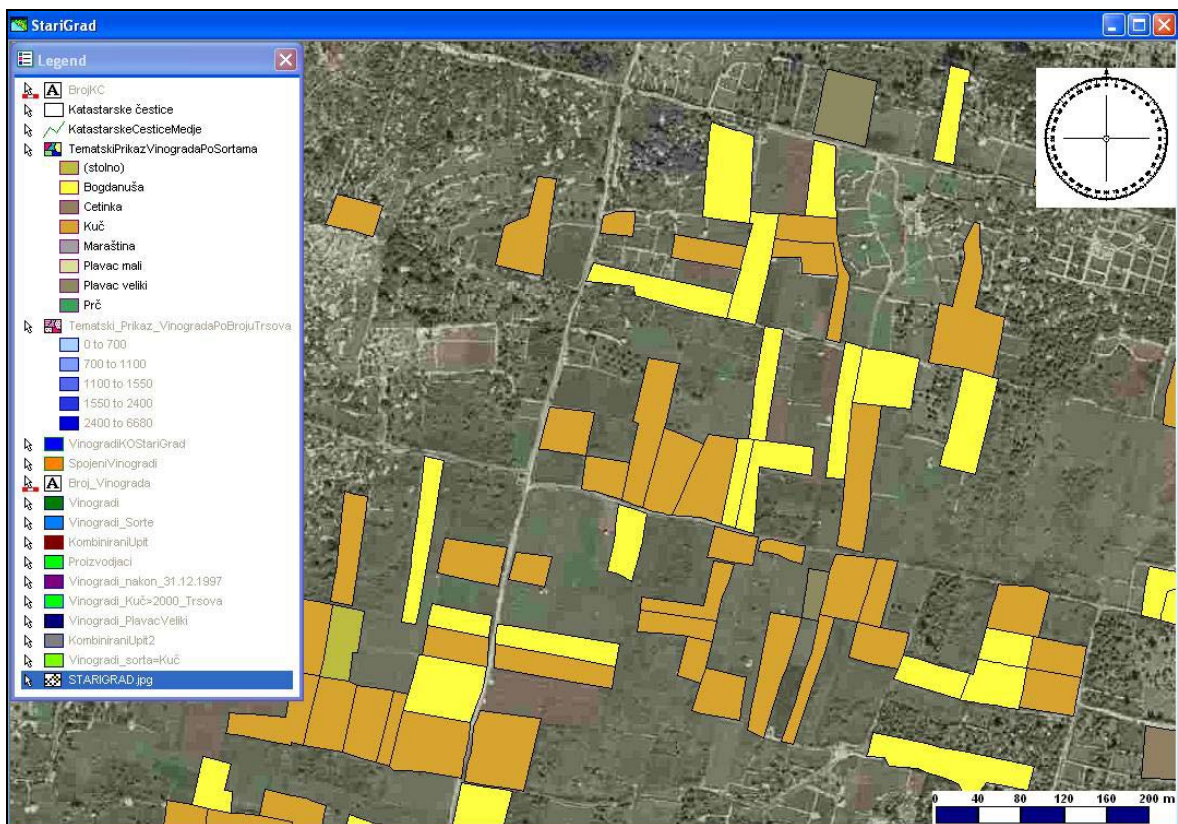 StariGrad
Legend
A BrojKC
Katastarske čestice
KatastarskeCesticeMedje
TematskiPrikazVinogradaPoSortama
(stolno)
Bogdanuša
Cetinka
Kuč
Maraština
Plavac mali
Plavac veliki
Prč
Tematski_Prikaz_VinogradaPoBrojuTrsova
0 to 700
700 to 1100
1100 to 1550
1550 to 2400
2400 to 6680
VinogradiKOStariGrad
SpojeniVinogradi
A Broj_Vinograda
Vinogradi
Vinogradi_Sorte
KombiniraniUpit
Proizvodjaci
Vinogradi_nakon_31.12.1997
Vinogradi_Kuč>2000_Trsova
Vinogradi_PlavacVeliki
KombiniraniUpit2
Vinogradi_sorta=Kuč
STARIGRAD.jpg
0 40 80 120 160 200 m